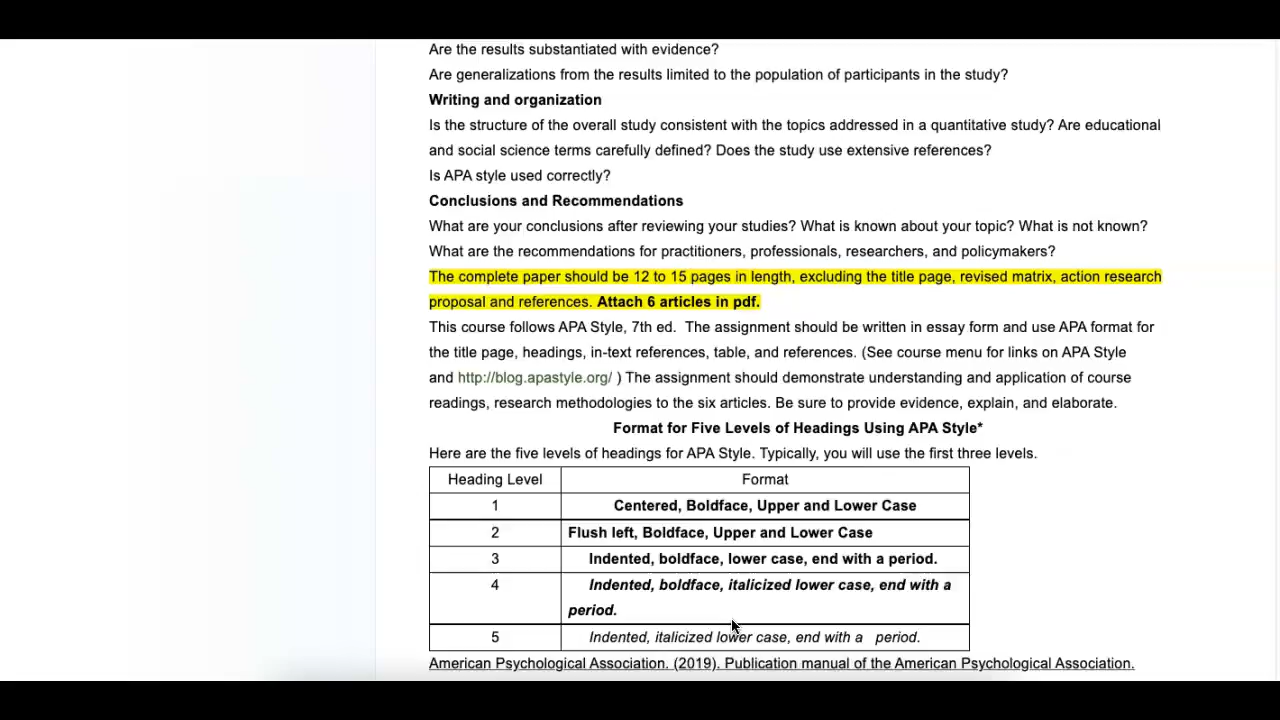 Are the results substantiated with evidence?
Are generalizations from the results limited to the population of participants in the study?
Writing and organization
Is the structure of the overall study consistent with the topics addressed in a quantitative study? Are educational
and social science terms carefully defined? Does the study use extensive references?
Is APA style used correctly?
Conclusions and Recommendations
What are your conclusions after reviewing your studies? What is known about your topic? What is not known?
What are the recommendations for practitioners, professionals, researchers, and policymakers?
The complete paper should be 12 to 15 pages in length, excluding the title page, revised matrix, action research
proposal and references. Attach 6 articles in pdf.
This course follows APA Style, 7th ed.  The assignment should be written in essay form and use APA format for
the title page, headings, in-text references, table, and references. (See course menu for links on APA Style
and http://blog.apastyle.org/ ) The assignment should demonstrate understanding and application of course
readings, research methodologies to the six articles. Be sure to provide evidence, explain, and elaborate.
Format for Five Levels of Headings Using APA Style*
Here are the five levels of headings for APA Style. Typically, you will use the first three levels.
Heading Level Format
1 Centered, Boldface, Upper and Lower Case
2 Flush left, Boldface, Upper and Lower Case
3 Indented, boldface, lower case, end with a period.
4 Indented, boldface, italicized lower case, end with a
period.
5 Indented, italicized lower case, end with a   period.
American Psychological Association. (2019). Publication manual of the American Psychological Association.